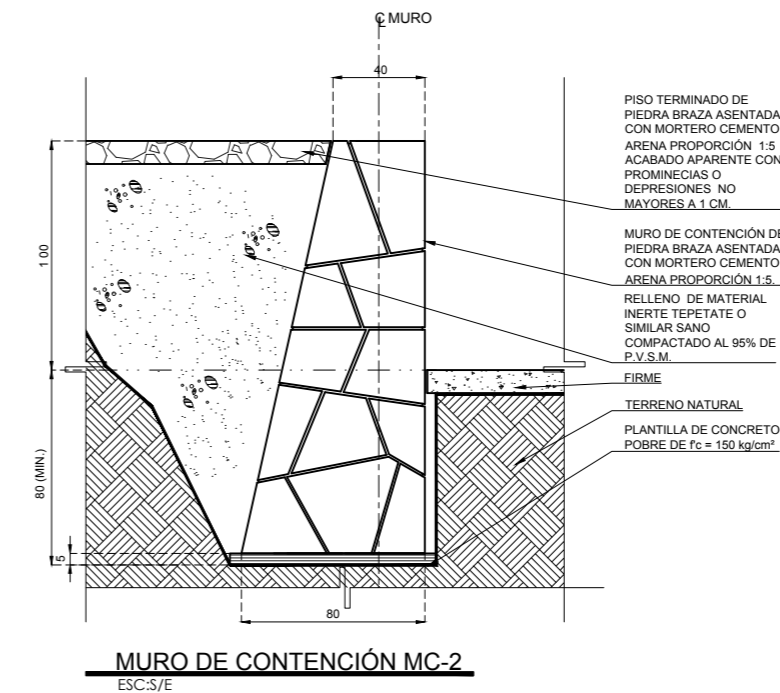 ℄ MURO
40
PISO TERMINADO DE
PIEDRA BRAZA ASENTADA
CON MORTERO CEMENTO
ARENA PROPORCIÓN 1:5
ACABADO APARENTE CON
PROMINECIAS O
DEPRESIONES NO
MAYORES A 1 CM.
MURO DE CONTENCIÓN DE
PIEDRA BRAZA ASENTADA
CON MORTERO CEMENTO
ARENA PROPORCIÓN 1:5.
RELLENO DE MATERIAL
INERTE TEPETATE O
SIMILAR SANO
COMPACTADO AL 95% DE
P.V.S.M.
FIRME
TERRENO NATURAL
PLANTILLA DE CONCRETO
POBRE DE f'c = 150 kg/cm²
1 00
80 (MIN.)
5
80
MURO DE CONTENCIÓN MC-2
ESC:S/E